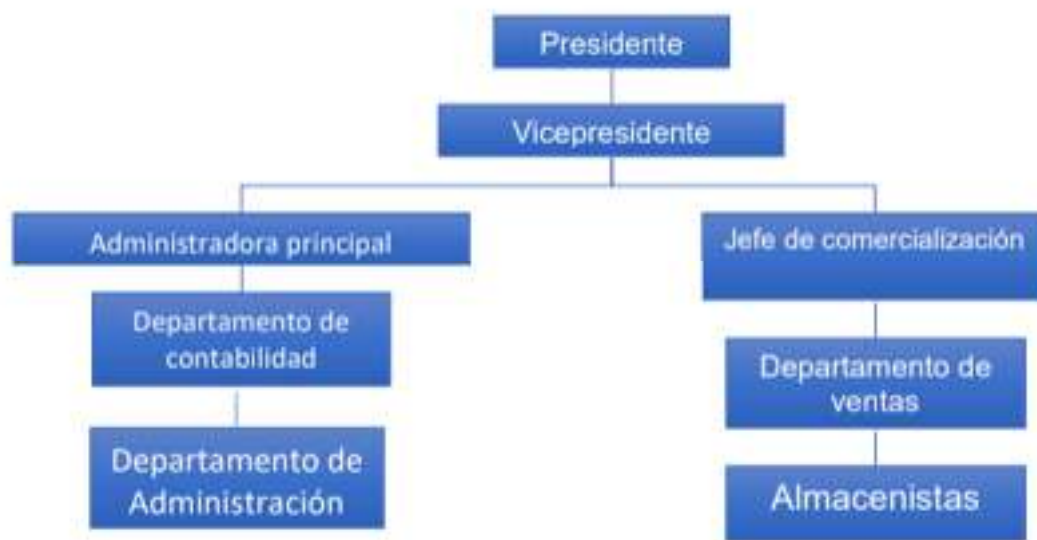 Presidente
Vicepresidente
Administradora principal
Jefe de comercialización
Departamento de
contabilidad
Departamento de
ventas
Departamento de
Administración
Almacenistas